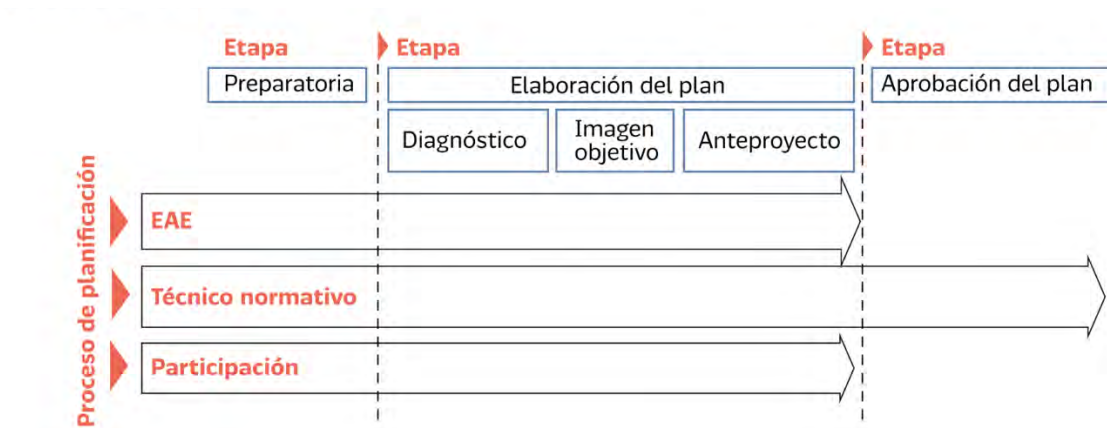 Etapa
Preparatoria
Etapa
Elaboración del plan
Diagnóstico
Imagen
objetivo
Anteproyecto
Etapa
Aprobación del plan
Proceso de planificación
EAE
Técnico normativo
Participación